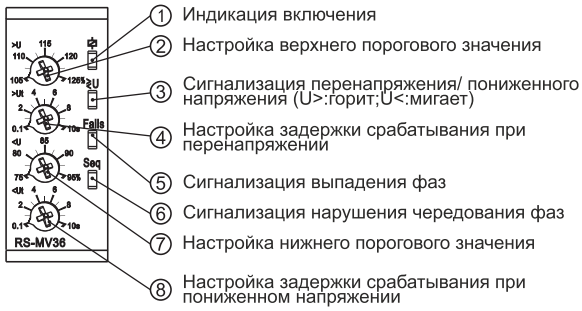 1 Индикация включения
2 Настройка верхнего порогового значения
3 Сигнализация перенапряжения/ пониженного
напряжения (U>:горит;U<:мигает)
4 Настройка задержки срабатывания при
перенапряжении
5 Сигнализация выпадения фаз
6 Сигнализация нарушения чередования фаз
7 Настройка нижнего порогового значения
8 Настройка задержки срабатывания при
пониженном напряжении
>U 115
110 120
105 125%
≥U
>Ut 4 6
2 8
0.1 10s
Fails
<U 85
80 90
75 95%
Seq
<Ut 4 6
2 8
0.1 10s
RS-MV36